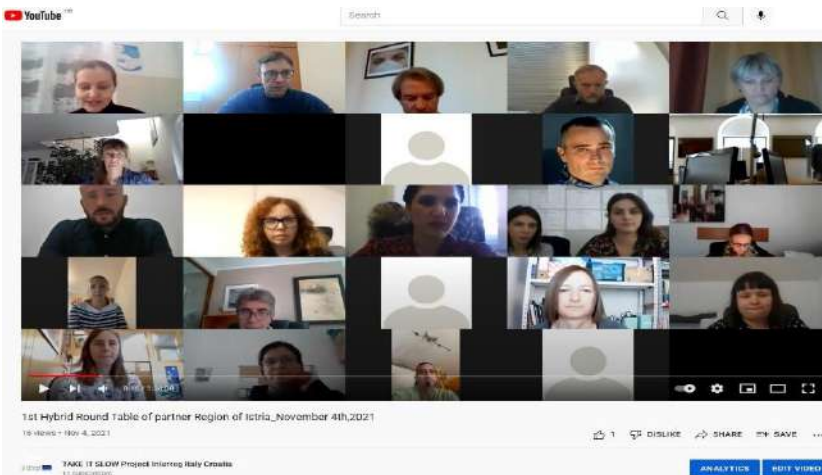 YouTube
Search
1st Hybrid Round Table of partner Region of Istria_November 4th,2021
16 views • Nov 4, 2021
1 DISLIKE SHARE SAVE ...
TAKE IT SLOW Project Interreg Italy Croatia
ANALYTICS
EDIT VIDEO